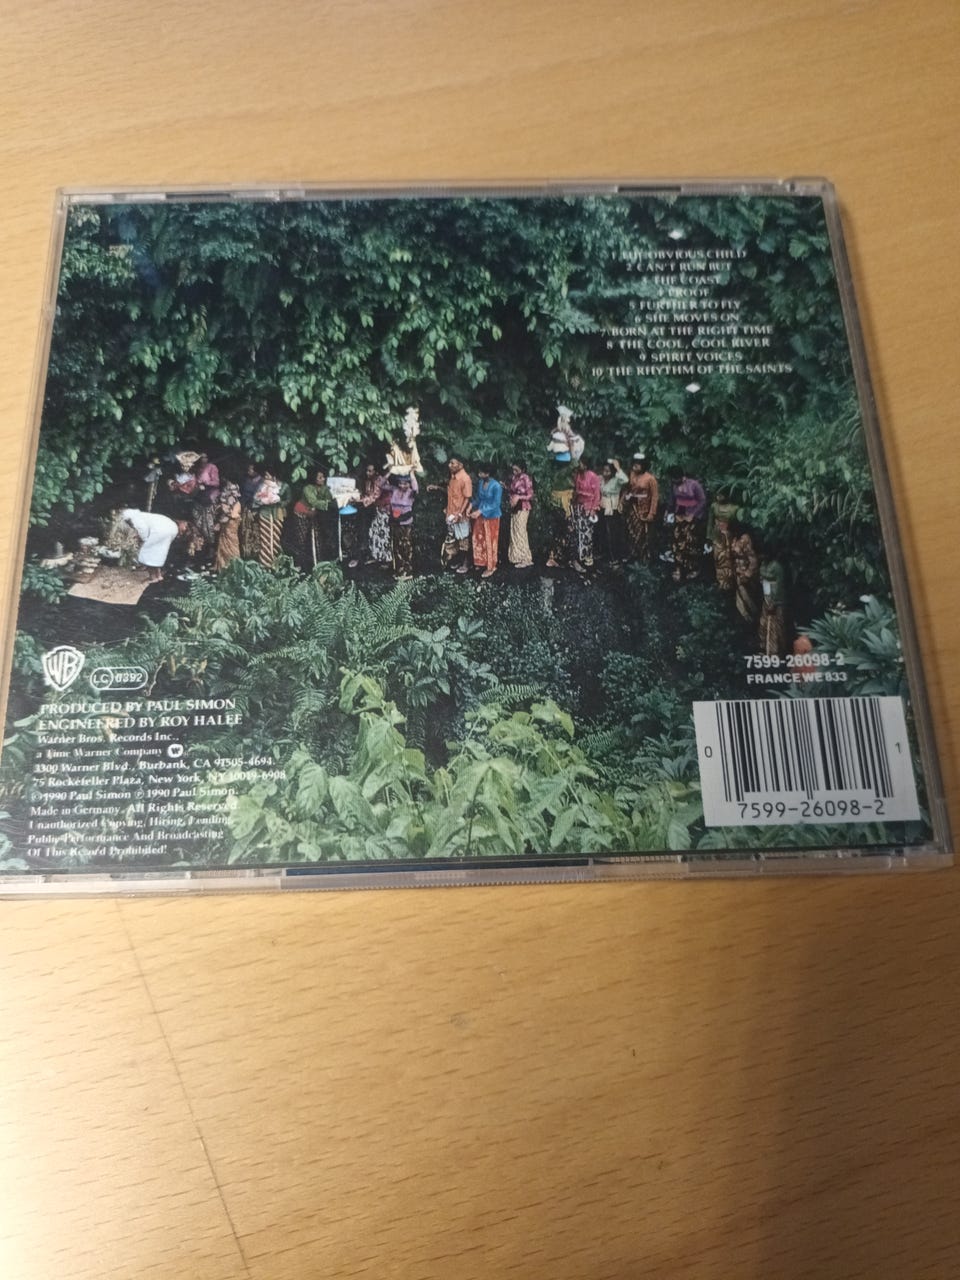 1 THE OBVIOUS CHILD
2 CAN'T RUN BUT
3 THE COAST
4 PROOF
5 FURTHER TO FLY
6 SHE MOVES ON
7 BORN AT THE RIGHT TIME
8 THE COOL, COOL RIVER
9 SPIRIT VOICES
10 THE RHYTHM OF THE SAINTS
WB
LC 0392
PRODUCED BY PAUL SIMON
ENGINEERED BY ROY HALEE
Warner Bros. Records Inc.,
a Time Warner Company
3300 Warner Blvd., Burbank, CA 91505-4694.
75 Rockefeller Plaza, New York, NY 10019-6908
©1990 Paul Simon ℗ 1990 Paul Simon.
Made in Germany. All Rights Reserved.
Unauthorized Copying, Hiring, Lending,
Public Performance And Broadcasting
Of This Record Prohibited!
7599-26098-2
FRANCE WE 833
0 1
7599-26098-2